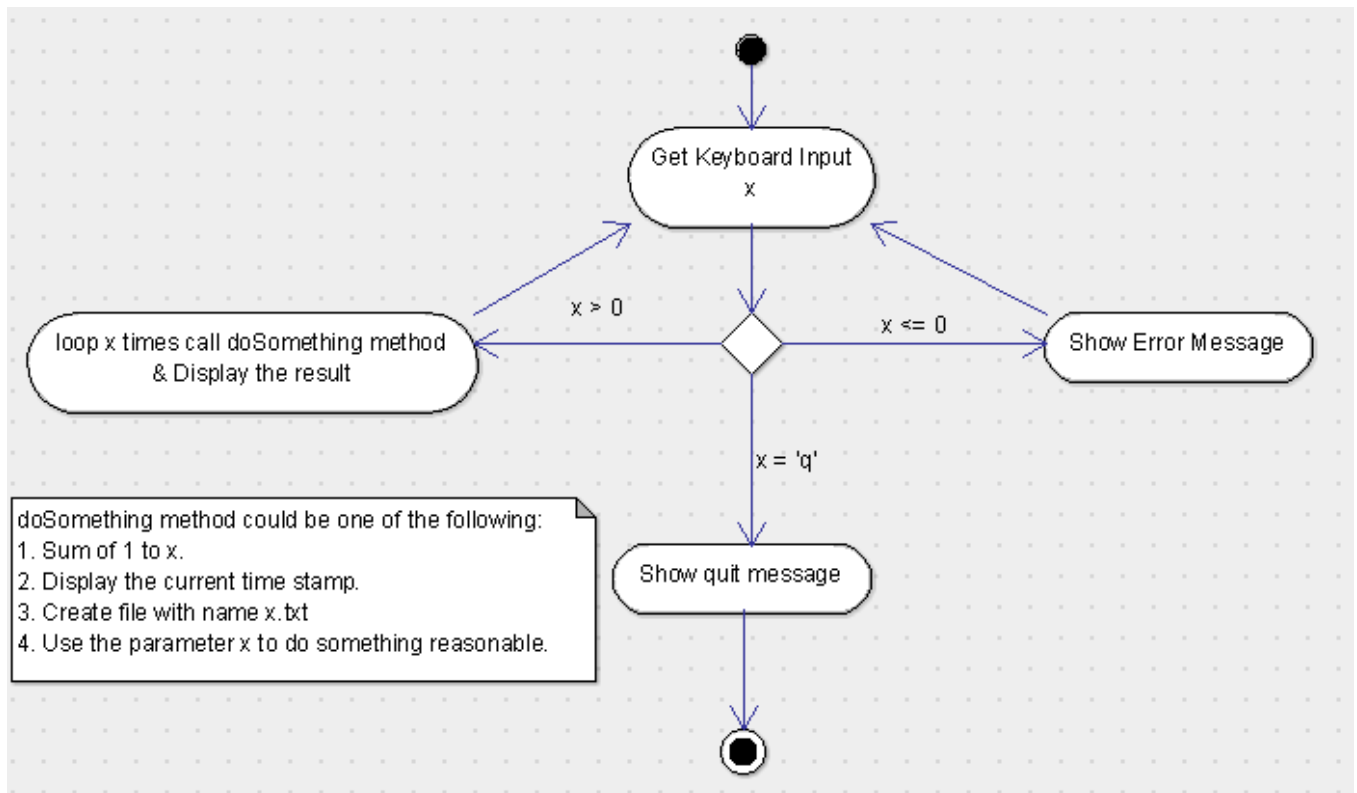 Get Keyboard Input
x
x > 0
x <= 0
loop x times call doSomething method
& Display the result
Show Error Message
x = 'q'
doSomething method could be one of the following:
1. Sum of 1 to x.
2. Display the current time stamp.
3. Create file with name x.txt
4. Use the parameter x to do something reasonable.
Show quit message